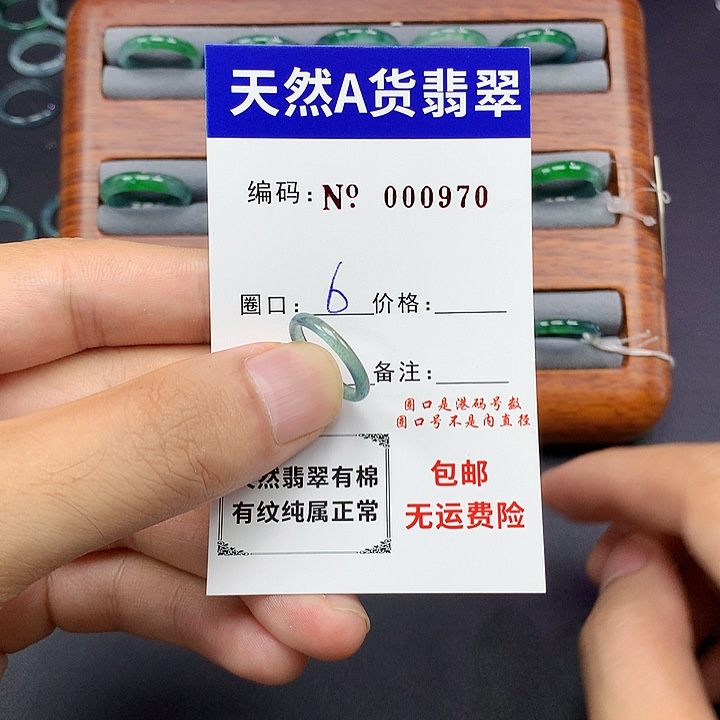 天然A货翡翠
编码：Nº 000970
圈口：6 价格：
备注：
圈口是港码号数
圈口号不是内直径
然翡翠有棉
有纹纯属正常
包邮
无运费险